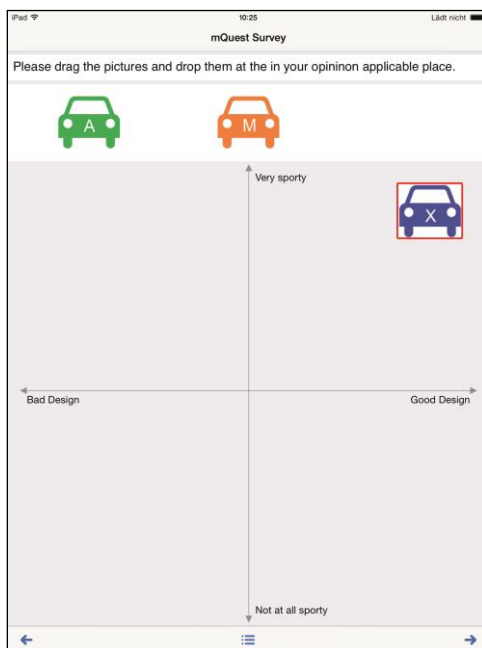 iPad 10:25 Lädt nicht
mQuest Survey
Please drag the pictures and drop them at the in your opininon applicable place.
A M
Very sporty
X
Bad Design Good Design
Not at all sporty